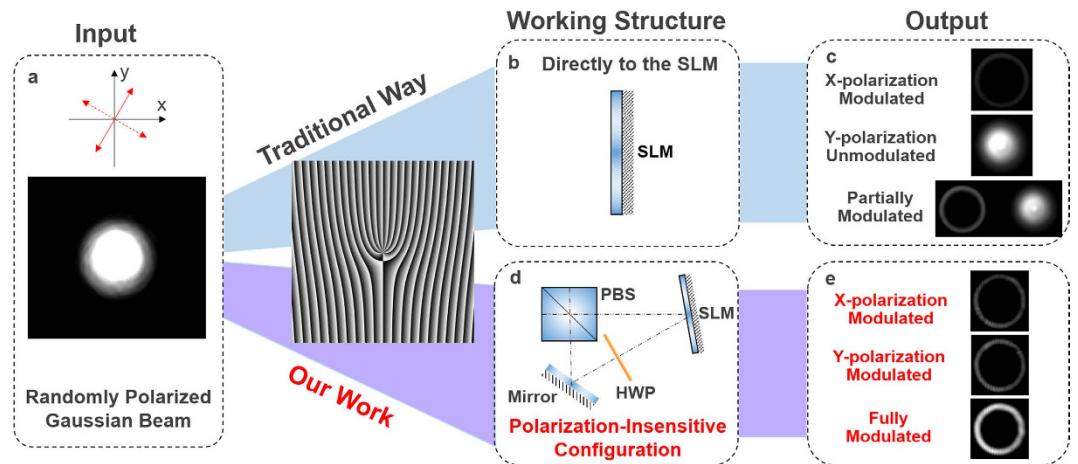 Input
Working Structure
Output
a
y
x
Randomly Polarized
Gaussian Beam
Traditional Way
Our Work
b
Directly to the SLM
SLM
c
X-polarization
Modulated
Y-polarization
Unmodulated
Partially
Modulated
d
PBS
SLM
HWP
Mirror
Polarization-Insensitive
Configuration
e
X-polarization
Modulated
Y-polarization
Modulated
Fully
Modulated